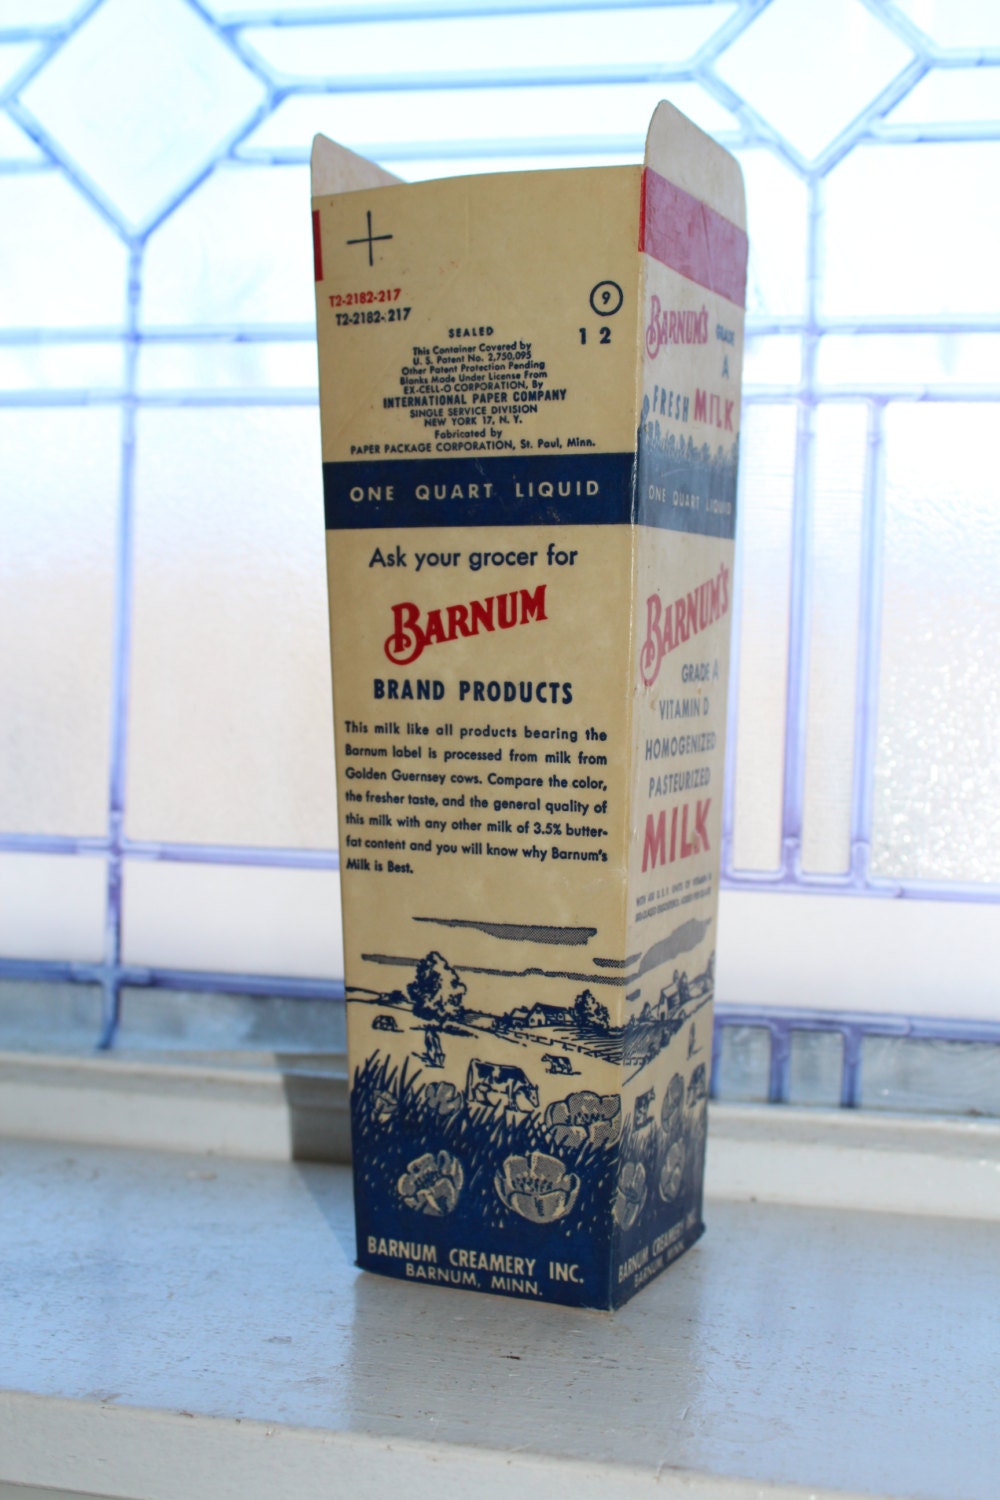 T2-2182-217
T2-2182-217
9
1 2
SEALED
This Container Covered by
U. S. Patent No. 2,750,095
Other Patent Protection Pending
Blanks Made Under License From
EX-CELL-O CORPORATION, By
INTERNATIONAL PAPER COMPANY
SINGLE SERVICE DIVISION
NEW YORK 17, N. Y.
Fabricated by
PAPER PACKAGE CORPORATION, St. Paul, Minn.
ONE QUART LIQUID
Ask your grocer for
BARNUM
BRAND PRODUCTS
This milk like all products bearing the
Barnum label is processed from milk from
Golden Guernsey cows. Compare the color,
the fresher taste, and the general quality of
this milk with any other milk of 3.5% butter-
fat content and you will know why Barnum's
Milk is Best.
BARNUM CREAMERY INC.
BARNUM, MINN.
BARNUM'S GRADE
A
FRESH MILK
ONE QUART LIQUID
BARNUM'S
GRADE A
VITAMIN D
HOMOGENIZED
PASTEURIZED
MILK
BARNUM CREAMERY INC.
BARNUM, MINN.